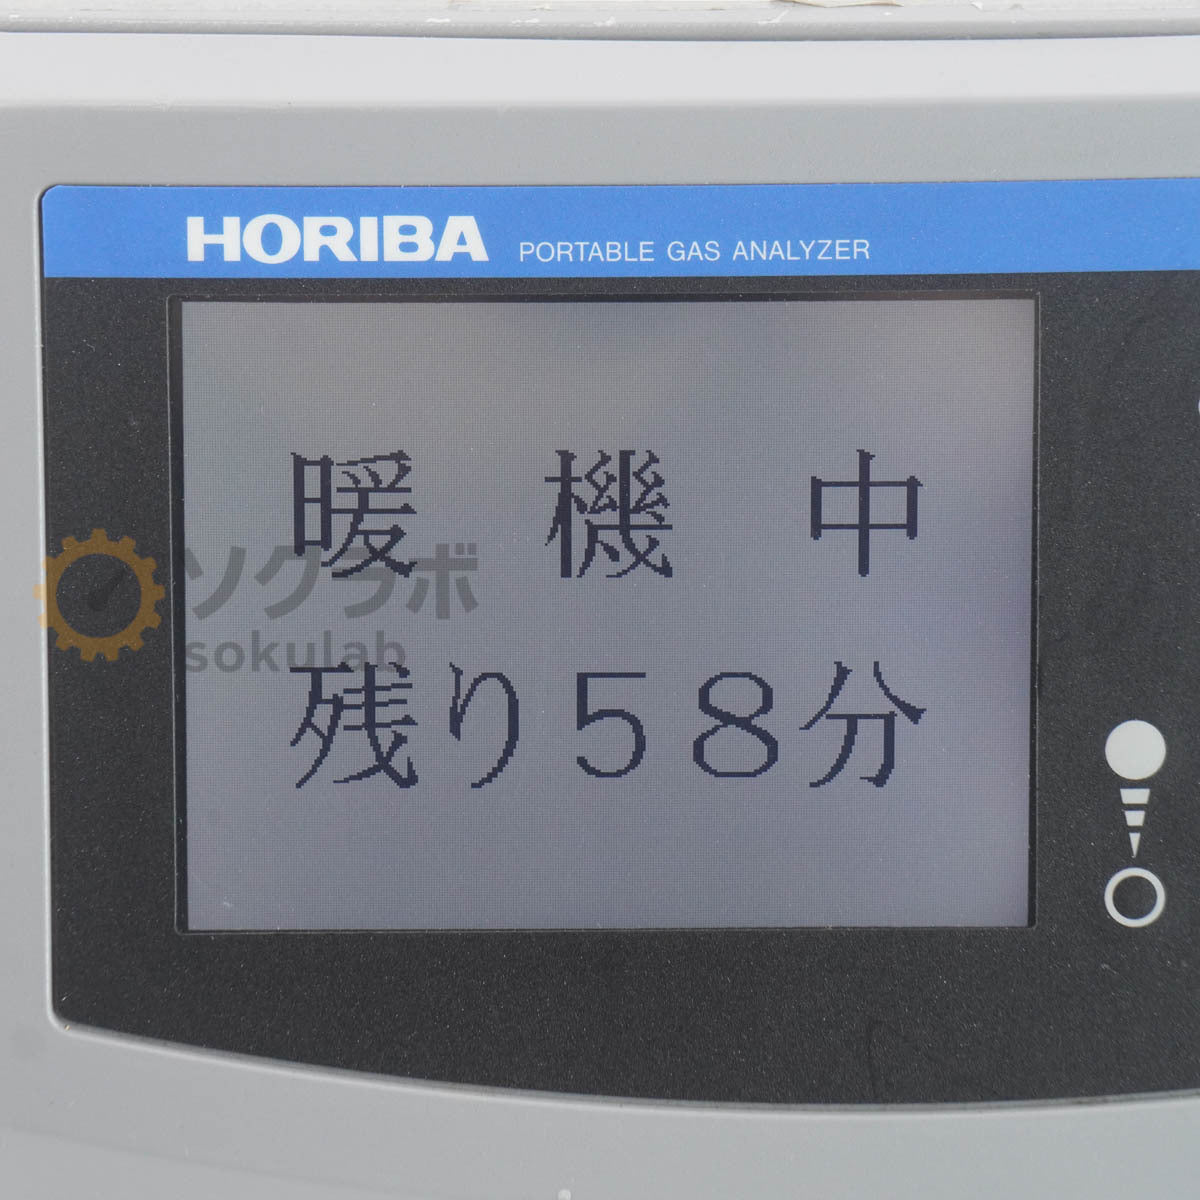 HORIBA PORTABLE GAS ANALYZER
暖 機 中
ソクラボ
sokulab
残り58分